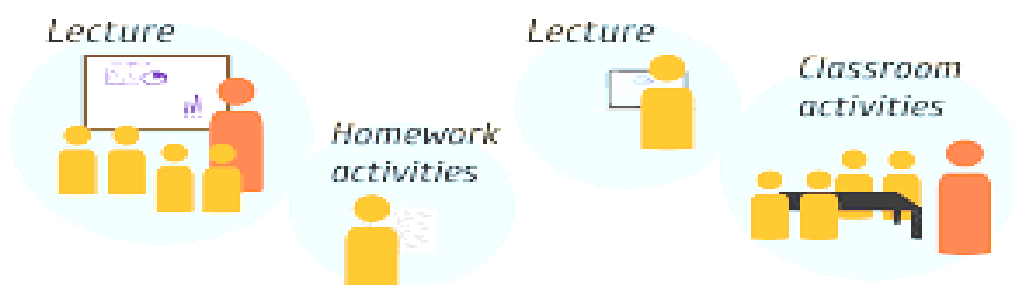 Lecture
Homework
activities
Lecture
Classroom
activities